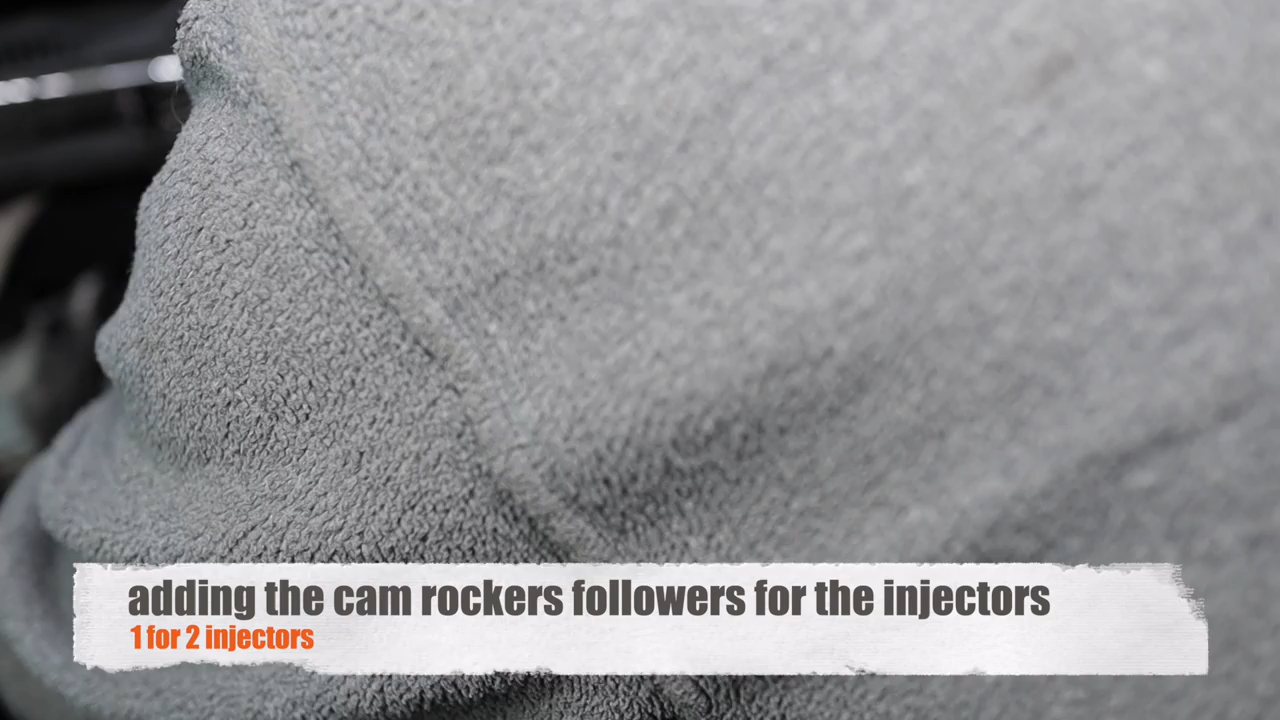 adding the cam rockers followers for the injectors
1 for 2 injectors